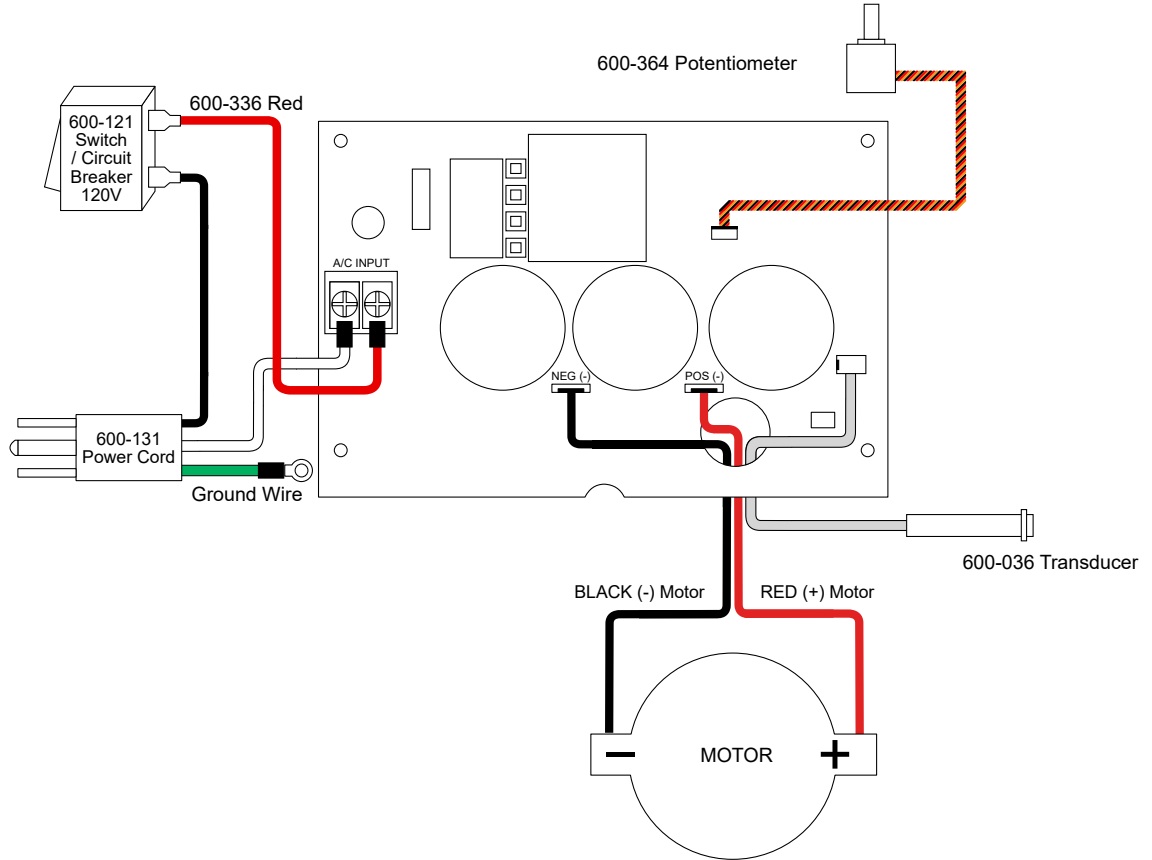 600-364 Potentiometer
600-336 Red
600-121
Switch
/ Circuit
Breaker
120V
A/C INPUT
NEG (-)
POS (-)
600-131
Power Cord
Ground Wire
600-036 Transducer
BLACK (-) Motor
RED (+) Motor
− MOTOR +